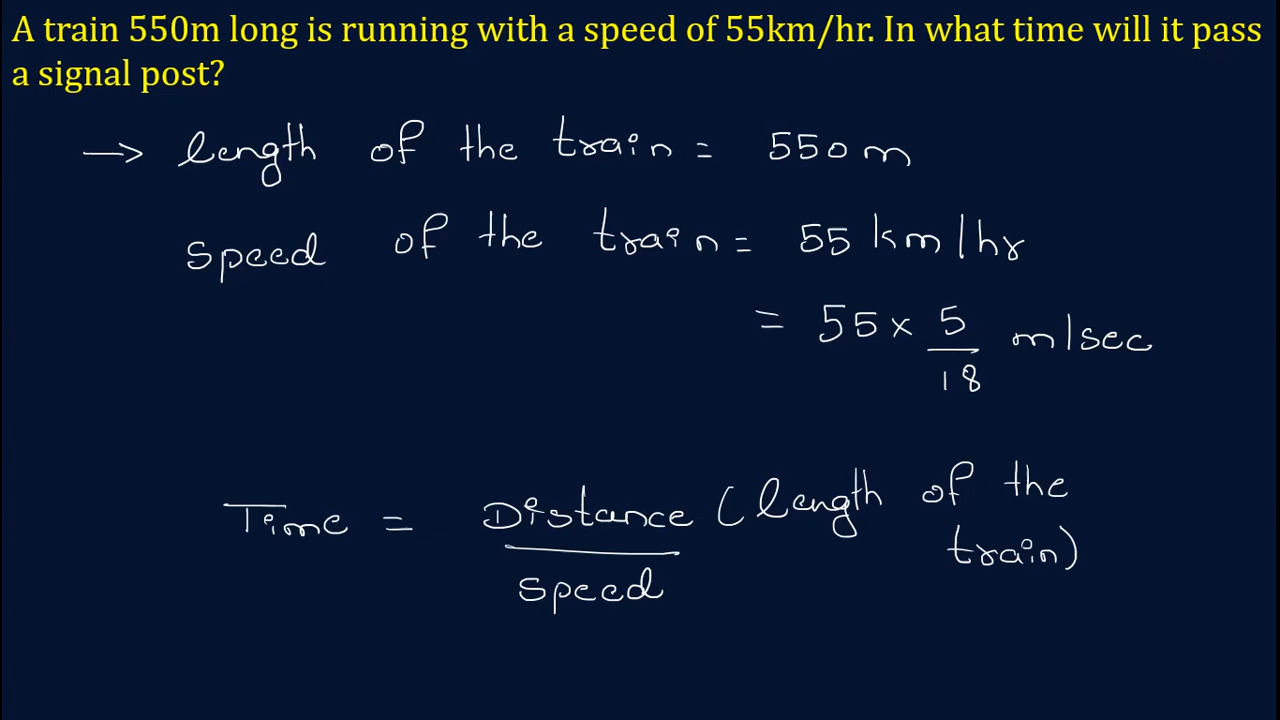 A train 550m long is running with a speed of 55km/hr. In what time will it pass
a signal post?
→ length of the train = 550 m
speed of the train = 55 km/hr
= 55 × 5/18 m/sec
Time = Distance (length of the
train)
speed